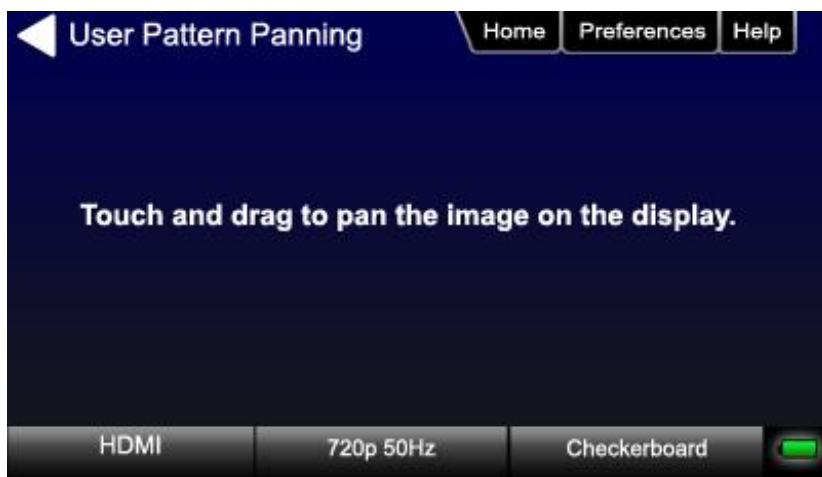 User Pattern Panning
Home Preferences Help
Touch and drag to pan the image on the display.
HDMI 720p 50Hz Checkerboard